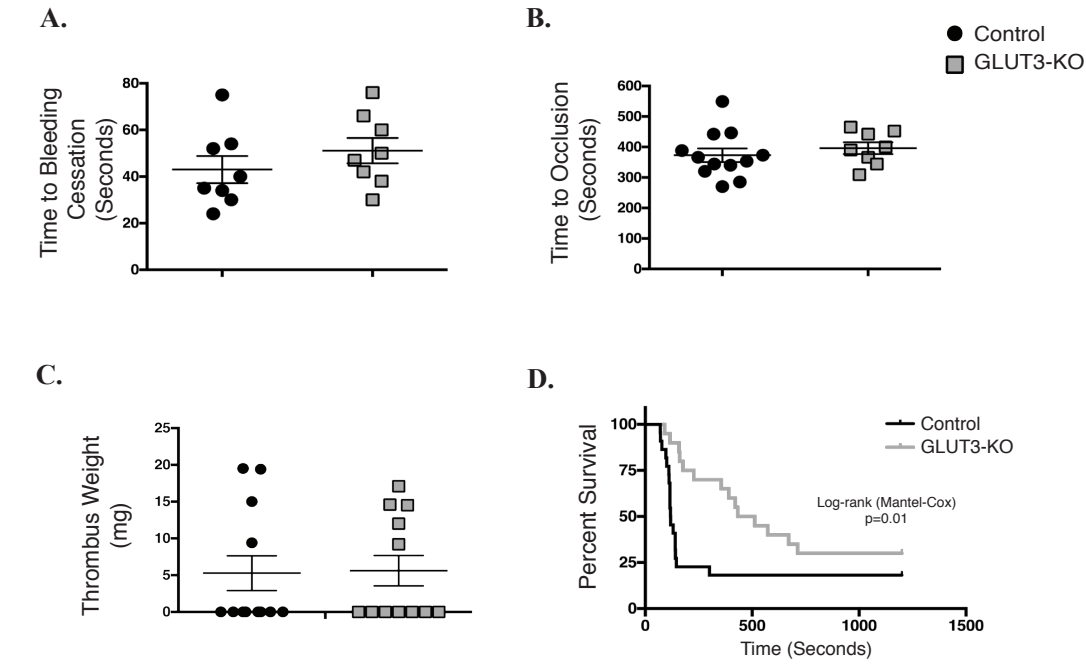 A.
B.
Control
GLUT3-KO
Time to Bleeding
Cessation
(Seconds)
80
60
40
20
0
Time to Occlusion
(Seconds)
600
500
400
300
200
100
0
C.
D.
Thrombus Weight
(mg)
25
20
15
10
5
0
Percent Survival
100
75
50
25
0
Control
GLUT3-KO
Log-rank (Mantel-Cox)
p=0.01
0 500 1000 1500
Time (Seconds)